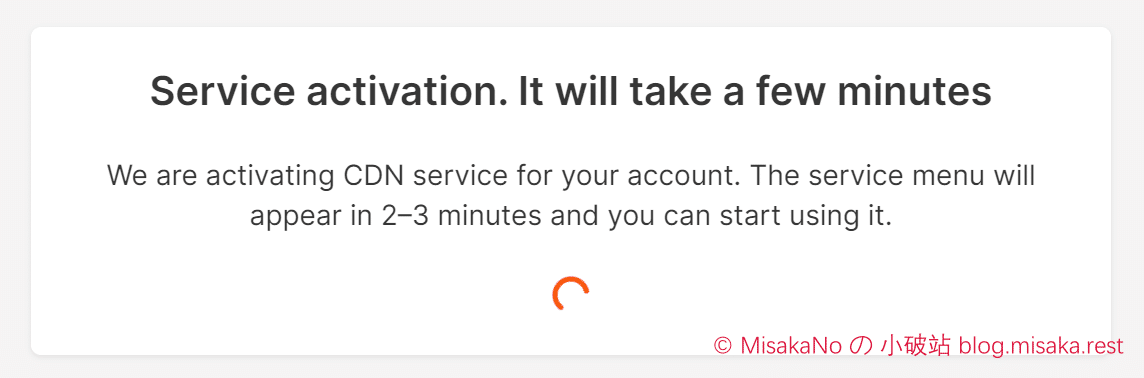 Service activation. It will take a few minutes
We are activating CDN service for your account. The service menu will
appear in 2–3 minutes and you can start using it.
© MisakaNo の 小破站 blog.misaka.rest